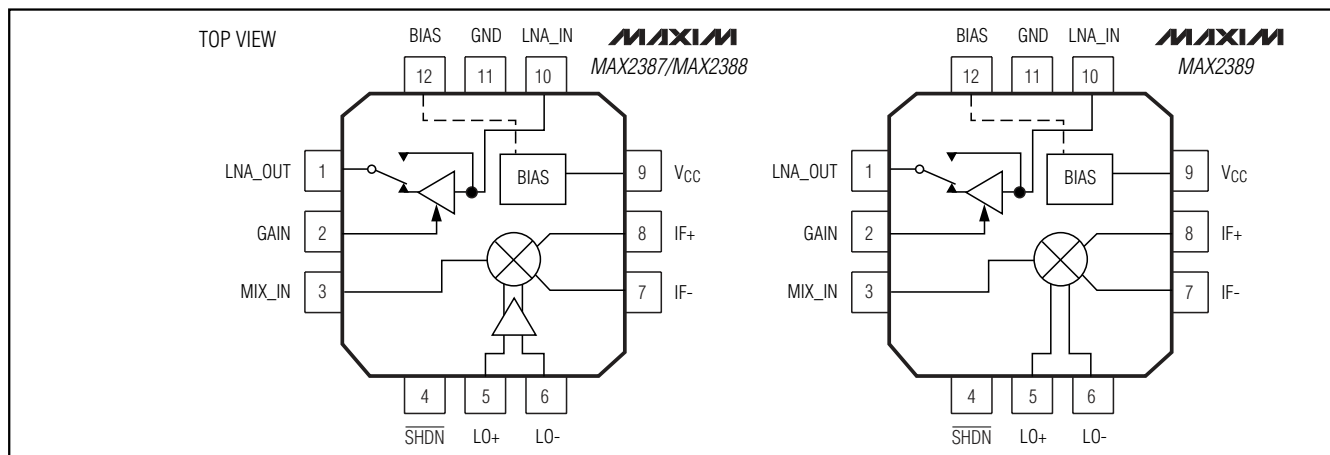 TOP VIEW
BIAS GND LNA_IN
MAXIM
MAX2387/MAX2388
12 11 10
LNA_OUT 1
BIAS
9 VCC
GAIN 2
8 IF+
MIX_IN 3
7 IF-
4 5 6
SHDN LO+ LO-
BIAS GND LNA_IN
MAXIM
MAX2389
12 11 10
LNA_OUT 1
BIAS
9 VCC
GAIN 2
8 IF+
MIX_IN 3
7 IF-
4 5 6
SHDN LO+ LO-